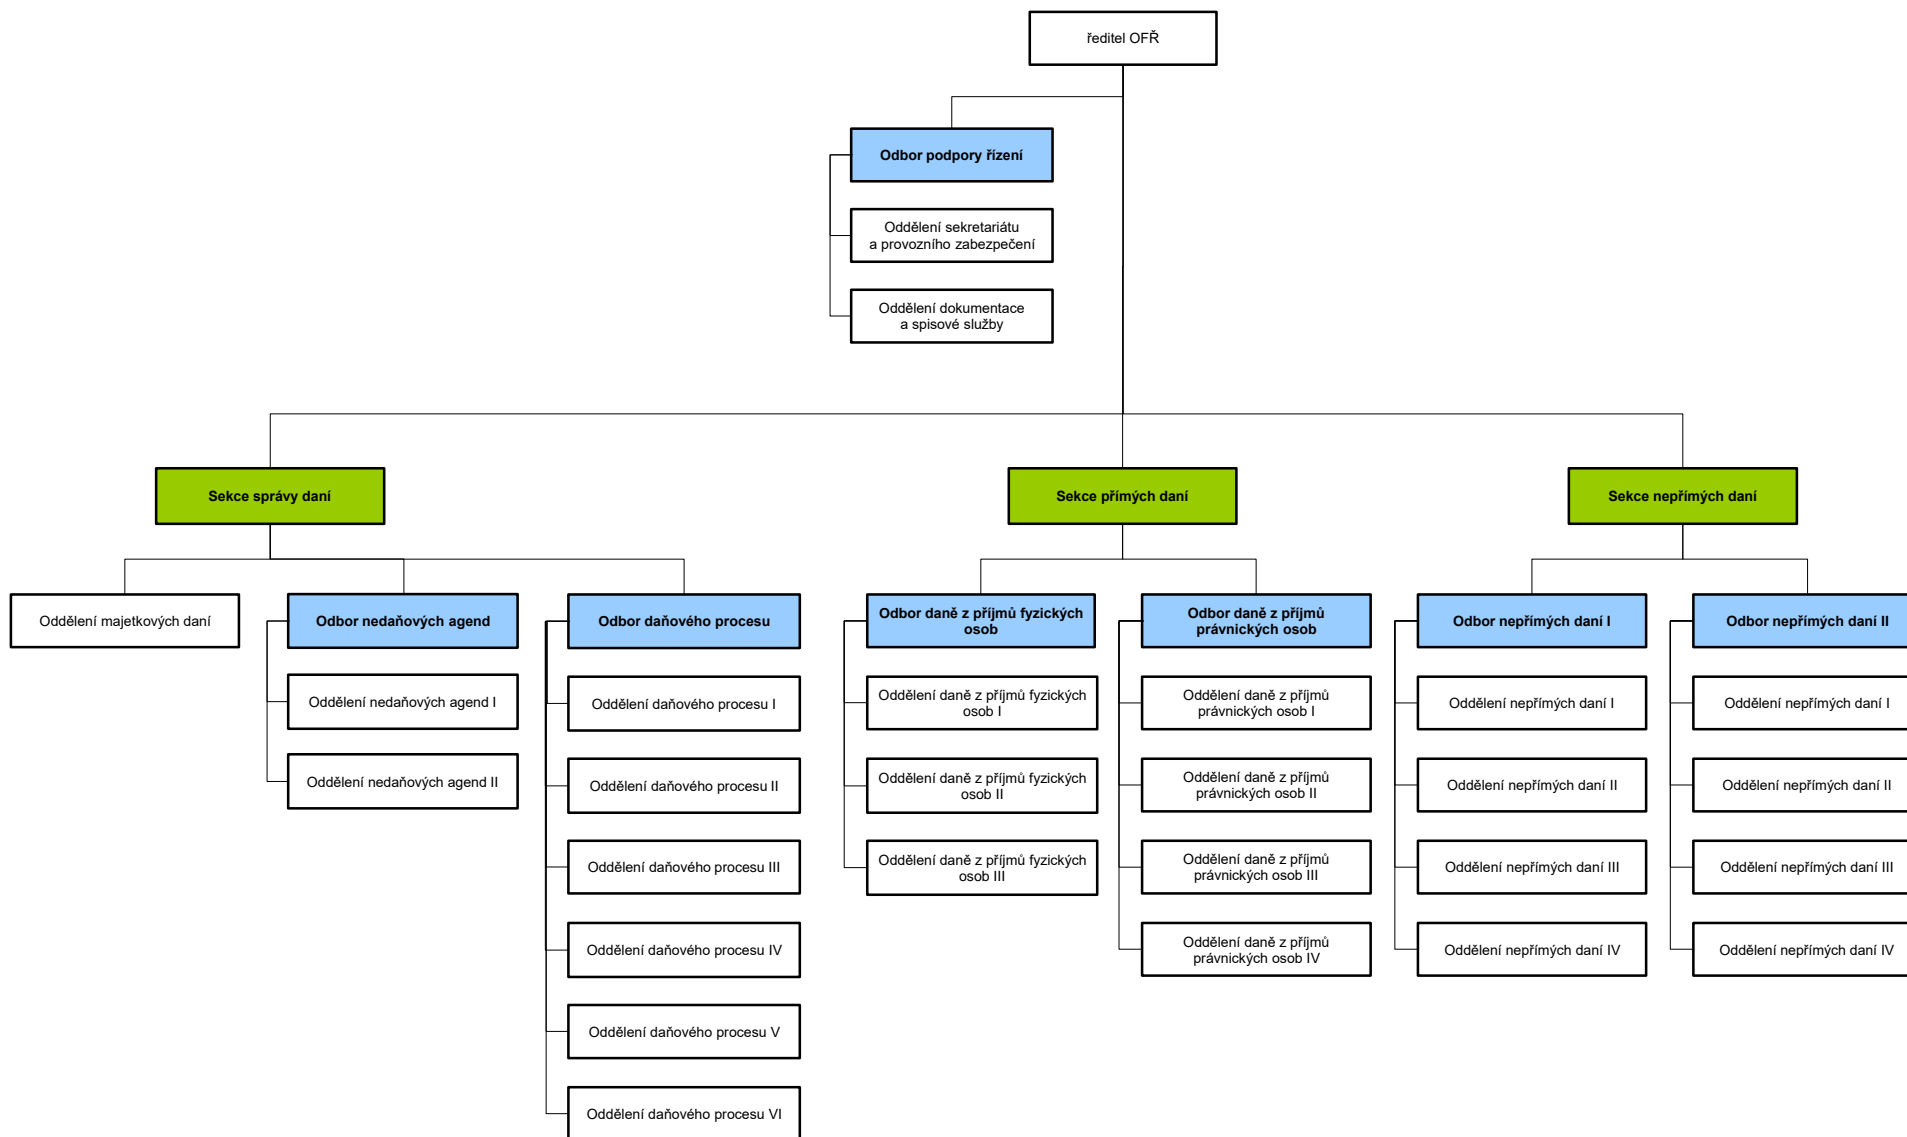 ředitel OFŘ
Odbor podpory řízení
Oddělení sekretariátu
a provozního zabezpečení
Oddělení dokumentace
a spisové služby
Sekce správy daní
Sekce přímých daní
Sekce nepřímých daní
Oddělení majetkových daní
Odbor nedaňových agend
Oddělení nedaňových agend I
Oddělení nedaňových agend II
Odbor daňového procesu
Oddělení daňového procesu I
Oddělení daňového procesu II
Oddělení daňového procesu III
Oddělení daňového procesu IV
Oddělení daňového procesu V
Oddělení daňového procesu VI
Odbor daně z příjmů fyzických
osob
Oddělení daně z příjmů fyzických
osob I
Oddělení daně z příjmů fyzických
osob II
Oddělení daně z příjmů fyzických
osob III
Odbor daně z příjmů
právnických osob
Oddělení daně z příjmů
právnických osob I
Oddělení daně z příjmů
právnických osob II
Oddělení daně z příjmů
právnických osob III
Oddělení daně z příjmů
právnických osob IV
Odbor nepřímých daní I
Oddělení nepřímých daní I
Oddělení nepřímých daní II
Oddělení nepřímých daní III
Oddělení nepřímých daní IV
Odbor nepřímých daní II
Oddělení nepřímých daní I
Oddělení nepřímých daní II
Oddělení nepřímých daní III
Oddělení nepřímých daní IV